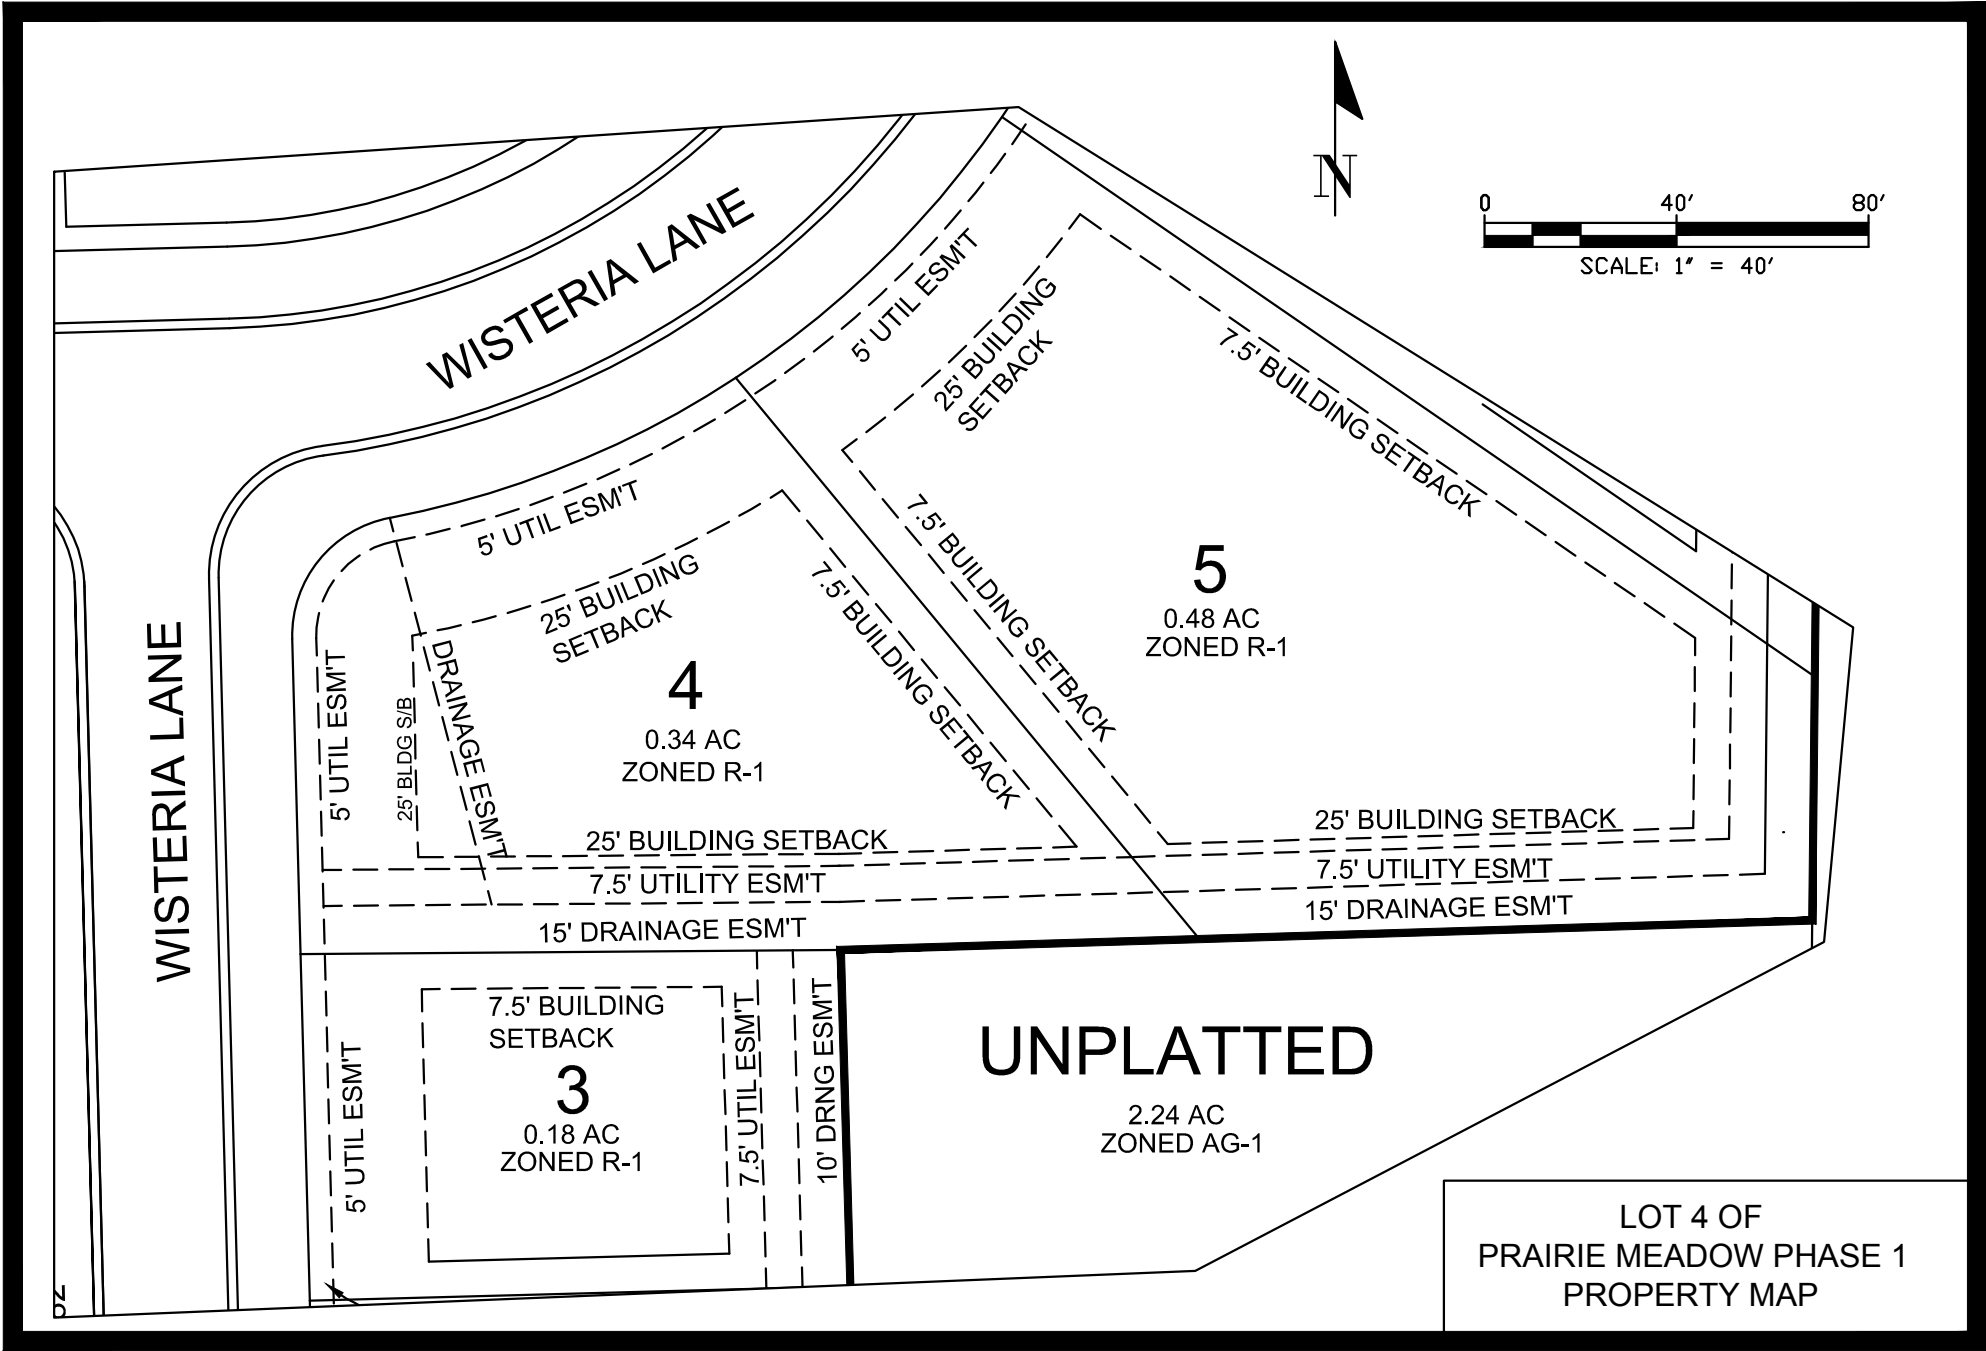 N
0 40' 80'
SCALE: 1" = 40'
WISTERIA LANE
5' UTIL ESM'T
25' BUILDING
SETBACK
7.5' BUILDING SETBACK
5' UTIL ESM'T
25' BUILDING
SETBACK
7.5' BUILDING SETBACK
7.5' BUILDING SETBACK
5
0.48 AC
ZONED R-1
WISTERIA LANE
5' UTIL ESM'T
25' BLDG S/B
DRAINAGE ESM'T
4
0.34 AC
ZONED R-1
25' BUILDING SETBACK
7.5' UTILITY ESM'T
15' DRAINAGE ESM'T
25' BUILDING SETBACK
7.5' UTILITY ESM'T
15' DRAINAGE ESM'T
7.5' BUILDING
SETBACK
3
0.18 AC
ZONED R-1
5' UTIL ESM'T
7.5' UTIL ESM'T
10' DRNG ESM'T
UNPLATTED
2.24 AC
ZONED AG-1
LOT 4 OF
PRAIRIE MEADOW PHASE 1
PROPERTY MAP